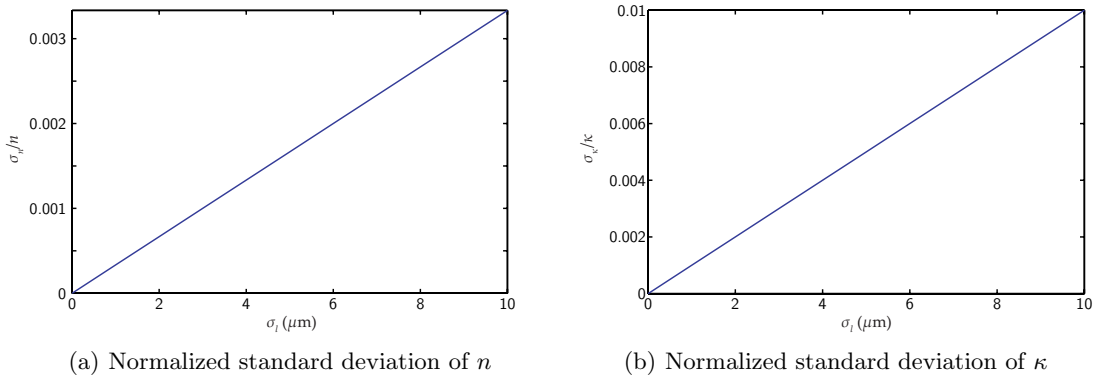 0.003
0.002
0.001
0
σₙ/n
0 2 4 6 8 10
σₗ (μm)
(a) Normalized standard deviation of n
0.01
0.008
0.006
0.004
0.002
0
σ_κ/κ
0 2 4 6 8 10
σₗ (μm)
(b) Normalized standard deviation of κ